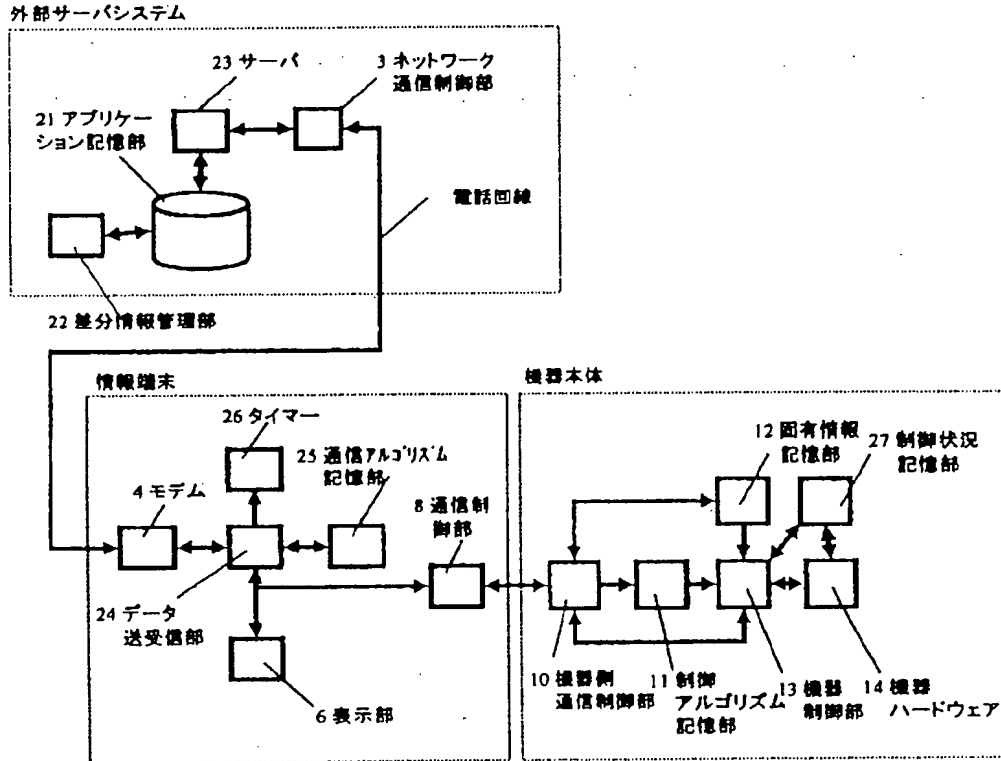 外部サーバシステム
23 サーバ
3 ネットワーク
通信制御部
21 アプリケー
ション記憶部
電話回線
22 差分情報管理部
情報端末
機器本体
26 タイマー
25 通信アルゴリズム
記憶部
4 モデム
8 通信制
御部
12 固有情報
記憶部
27 制御状況
記憶部
24 データ
送受信部
6 表示部
10 機器側
通信制御部
11 制御
アルゴリズム
記憶部
13 機器
制御部
14 機器
ハードウェア